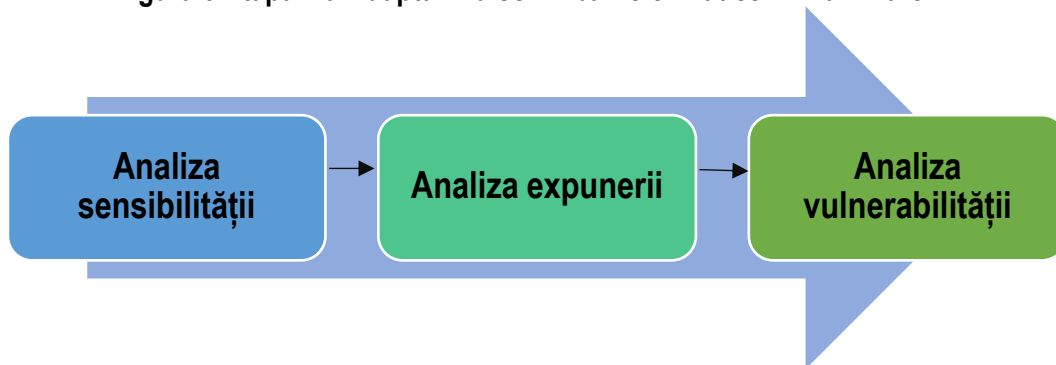 Analiza
sensibilității
Analiza expunerii
Analiza
vulnerabilității